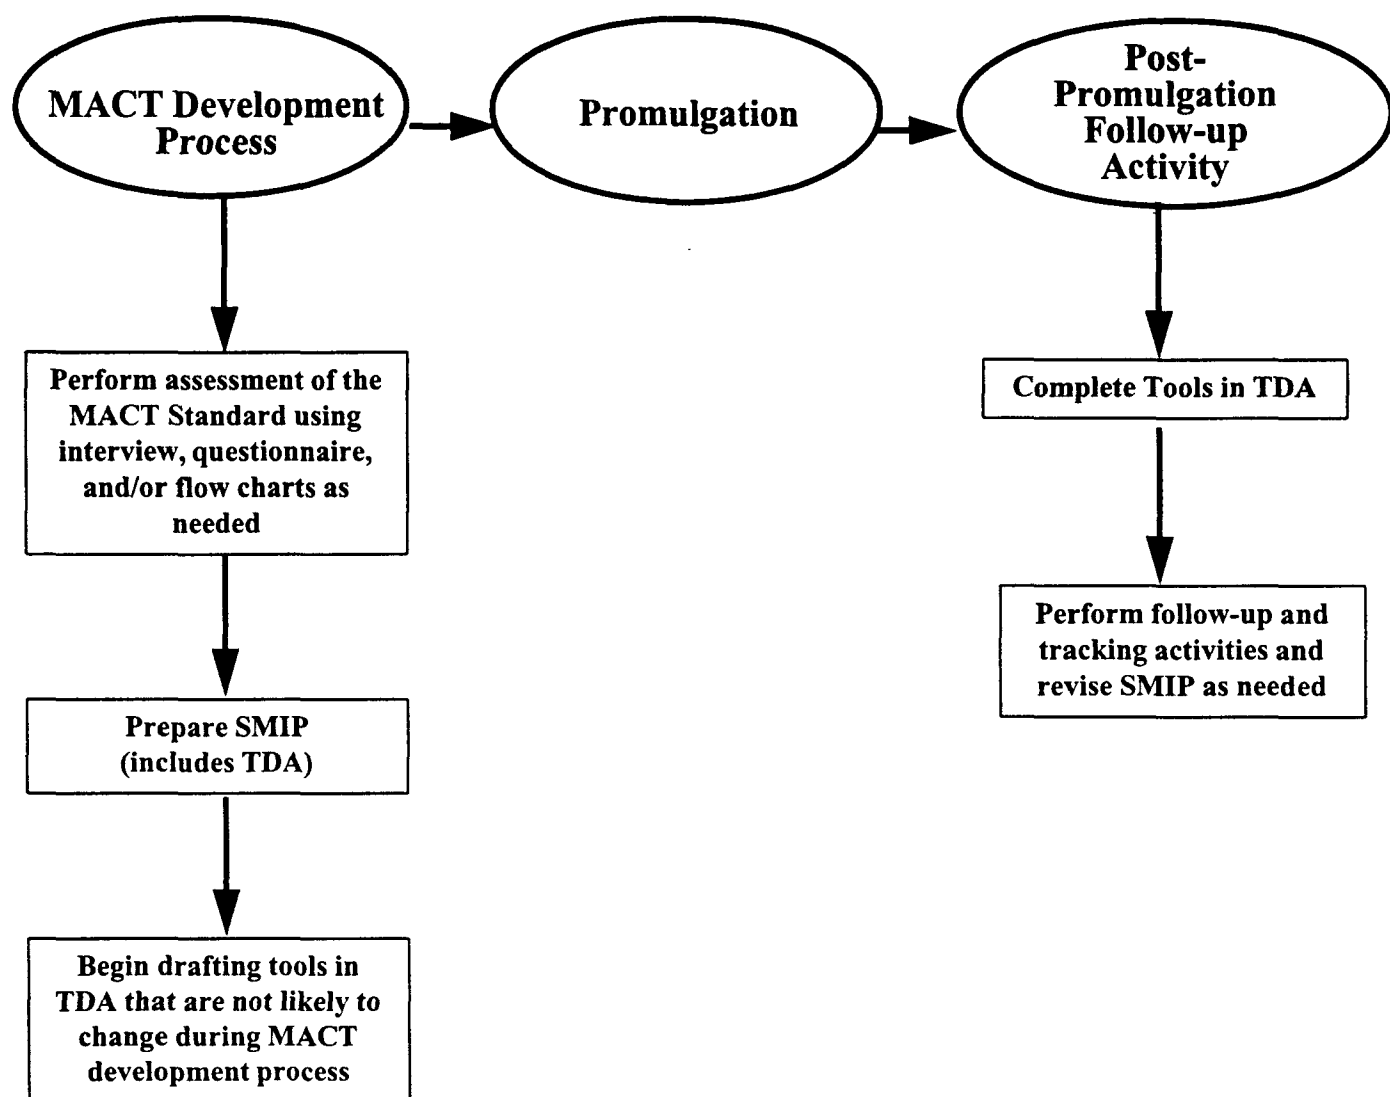 MACT Development
Process
Promulgation
Post-
Promulgation
Follow-up
Activity
Perform assessment of the
MACT Standard using
interview, questionnaire,
and/or flow charts as
needed
Prepare SMIP
(includes TDA)
Begin drafting tools in
TDA that are not likely to
change during MACT
development process
Complete Tools in TDA
Perform follow-up and
tracking activities and
revise SMIP as needed